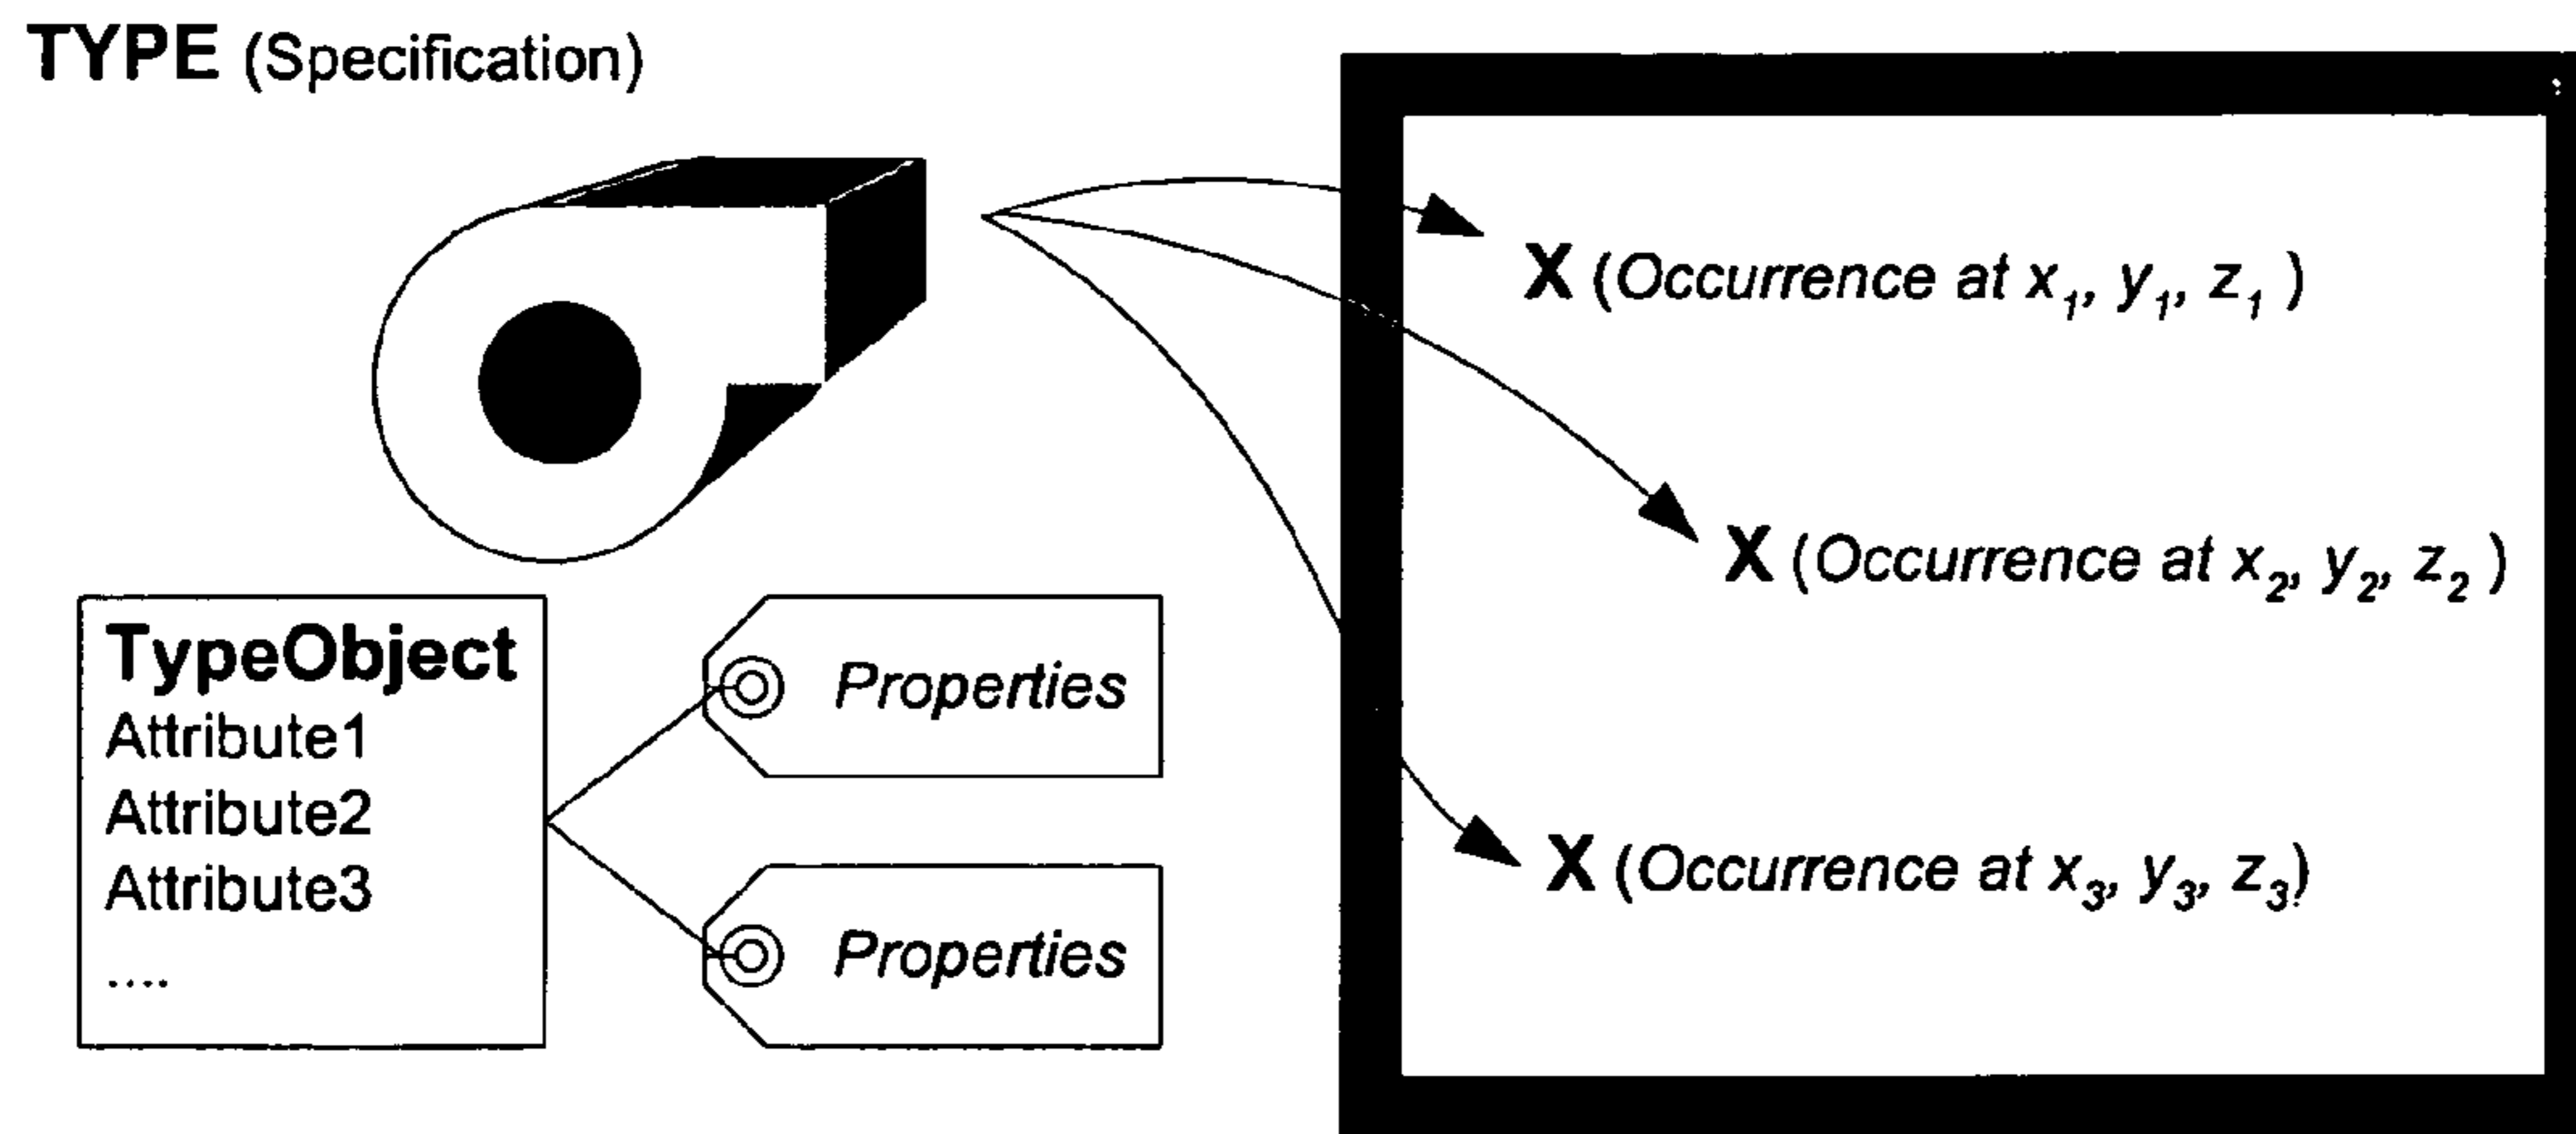 TYPE (Specification)
X (Occurrence at x₁, y₁, z₁ )
X (Occurrence at x₂, y₂, z₂ )
X (Occurrence at x₃, y₃, z₃)
TypeObject
Attribute1
Attribute2
Attribute3
....
Properties
Properties